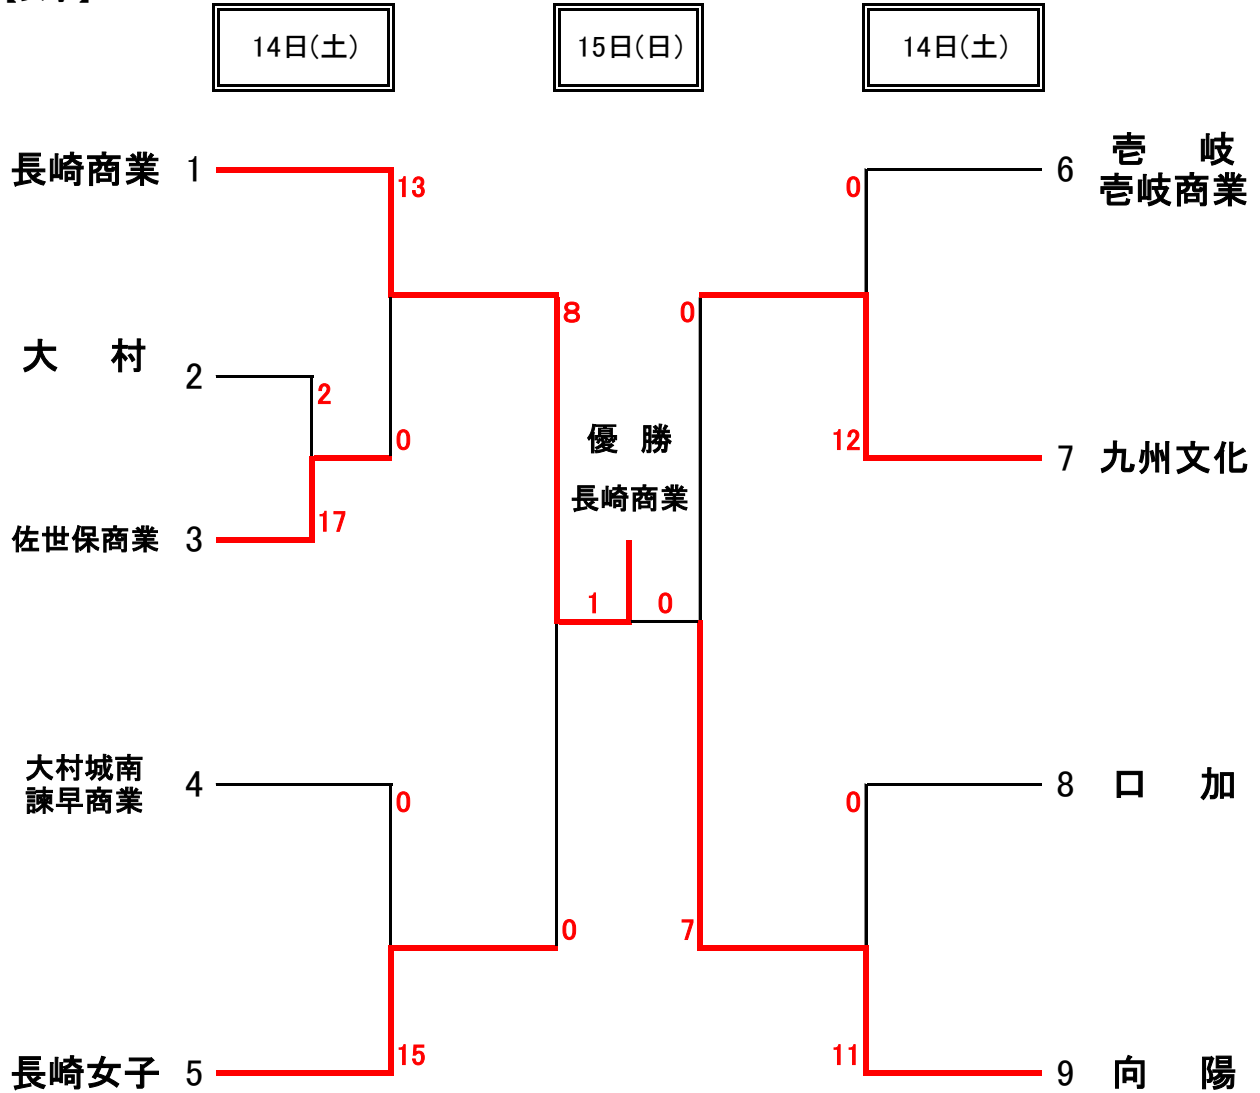 14日(土)
15日(日)
14日(土)
長崎商業 1
13
0
6 壱 岐
壱岐商業
8
0
大 村 2
2
0
優 勝
12
7 九州文化
長崎商業
佐世保商業 3
17
1
0
大村城南
諫早商業
4
0
0
8 口 加
0
7
長崎女子 5
15
11
9 向 陽